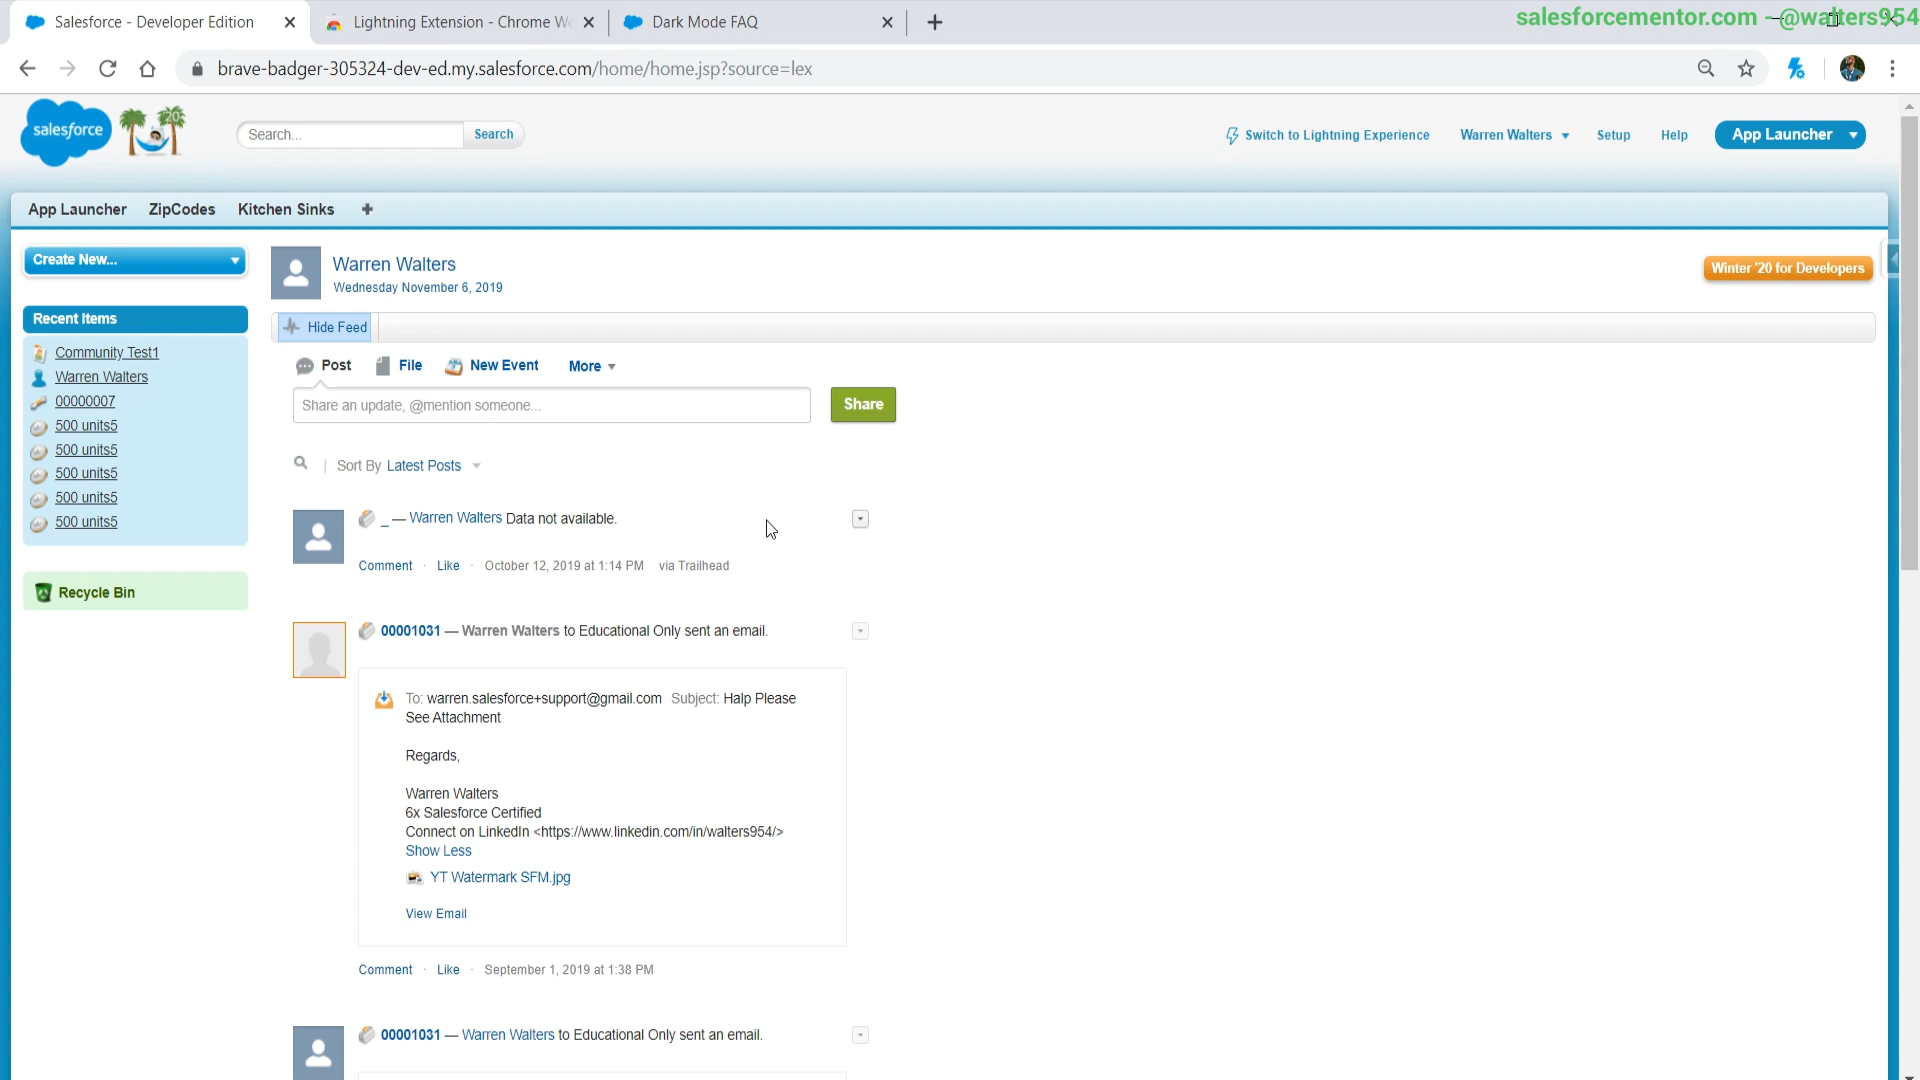 Salesforce - Developer Edition
Lightning Extension - Chrome We
Dark Mode FAQ
salesforcementor.com - @walters954
brave-badger-305324-dev-ed.my.salesforce.com/home/home.jsp?source=lex
salesforce
20
Search...
Search
Switch to Lightning Experience
Warren Walters
Setup
Help
App Launcher
App Launcher
ZipCodes
Kitchen Sinks
Create New...
Warren Walters
Wednesday November 6, 2019
Winter '20 for Developers
Recent Items
Community Test1
Warren Walters
00000007
500 units5
500 units5
500 units5
500 units5
500 units5
Recycle Bin
Hide Feed
Post
File
New Event
More
Share an update, @mention someone...
Share
Sort By Latest Posts
_ — Warren Walters Data not available.
Comment · Like · October 12, 2019 at 1:14 PM via Trailhead
00001031 — Warren Walters to Educational Only sent an email.
To: warren.salesforce+support@gmail.com Subject: Halp Please
See Attachment
Regards,
Warren Walters
6x Salesforce Certified
Connect on LinkedIn <https://www.linkedin.com/in/walters954/>
Show Less
YT Watermark SFM.jpg
View Email
Comment · Like · September 1, 2019 at 1:38 PM
00001031 — Warren Walters to Educational Only sent an email.